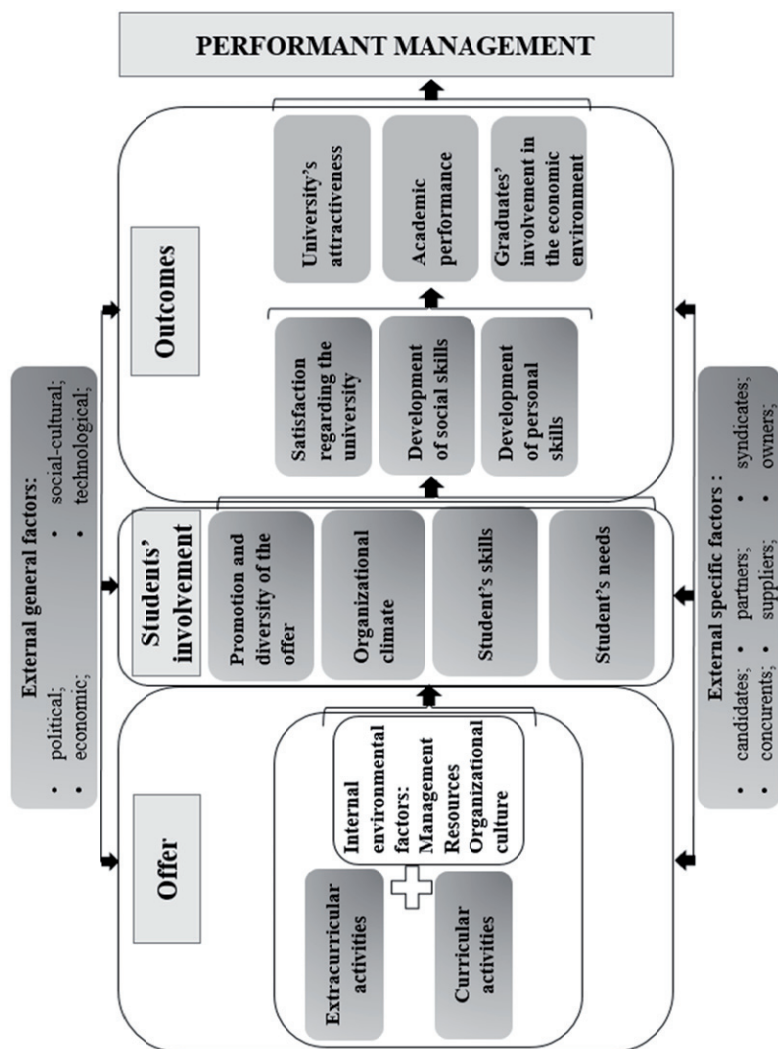 External general factors:
• political;
• social-cultural;
• economic;
• technological;
Offer
Extracurricular
activities
Curricular
activities
Internal
environmental
factors:
Management
Resources
Organizational
culture
Students'
involvement
Promotion and
diversity of the
offer
Organizational
climate
Student's skills
Student's needs
Outcomes
Satisfaction
regarding the
university
Development
of social skills
Development
of personal
skills
University's
attractiveness
Academic
performance
Graduates'
involvement in
the economic
environment
PERFORMANT MANAGEMENT
External specific factors :
• candidates; • partners; • syndicates;
• concurents; • suppliers; • owners;